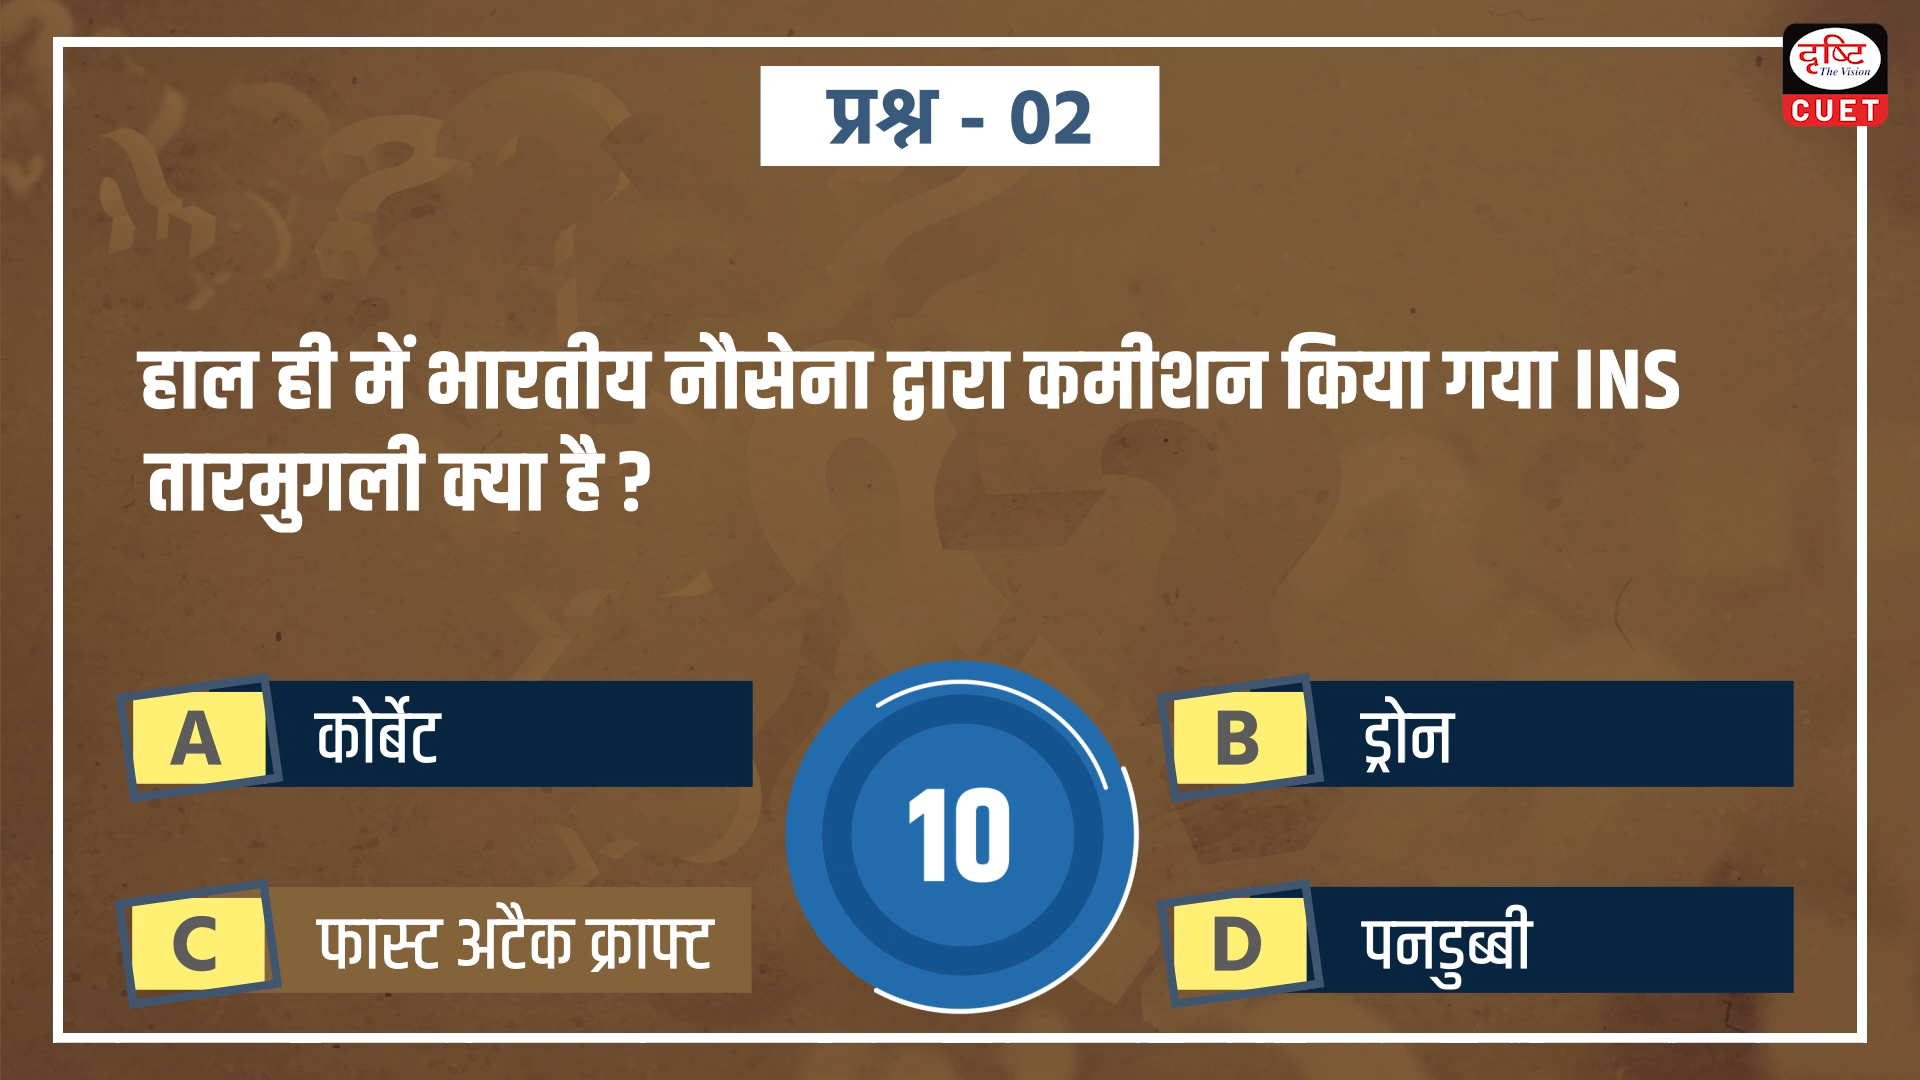 दृष्टि
The Vision
CUET
प्रश्न - 02
हाल ही में भारतीय नौसेना द्वारा कमीशन किया गया INS
तारमुगली क्या है ?
A कोर्बेट
B ड्रोन
10
C फास्ट अटैक क्राफ्ट
D पनडुब्बी